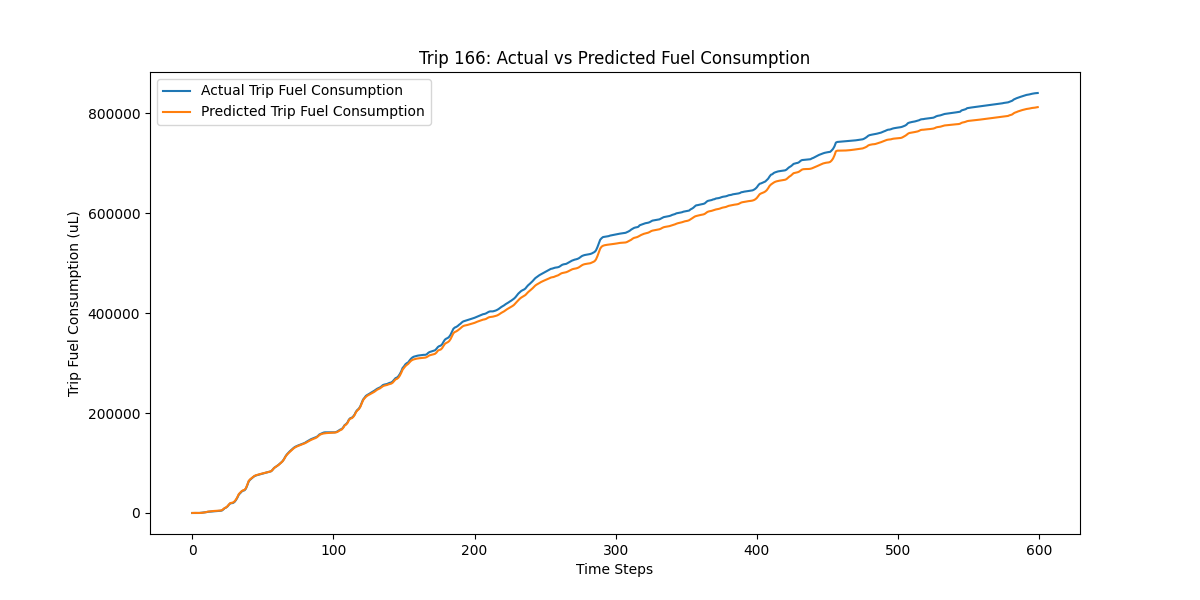 Trip 166: Actual vs Predicted Fuel Consumption
Actual Trip Fuel Consumption
Predicted Trip Fuel Consumption
Trip Fuel Consumption (uL)
800000
600000
400000
200000
0
0 100 200 300 400 500 600
Time Steps